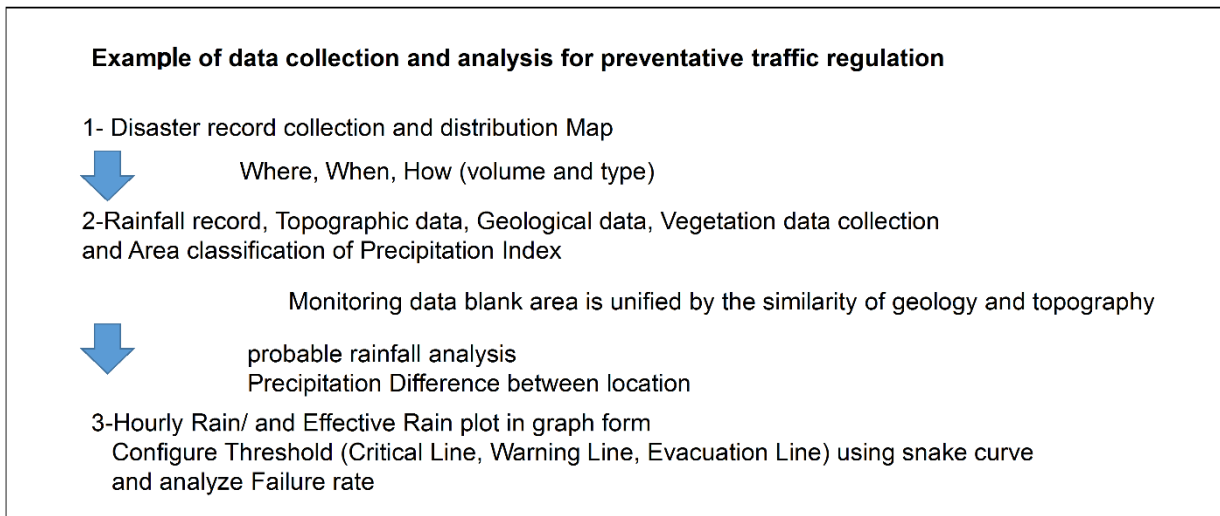 Example of data collection and analysis for preventative traffic regulation
1- Disaster record collection and distribution Map
Where, When, How (volume and type)
2-Rainfall record, Topographic data, Geological data, Vegetation data collection
and Area classification of Precipitation Index
Monitoring data blank area is unified by the similarity of geology and topography
probable rainfall analysis
Precipitation Difference between location
3-Hourly Rain/ and Effective Rain plot in graph form
Configure Threshold (Critical Line, Warning Line, Evacuation Line) using snake curve
and analyze Failure rate